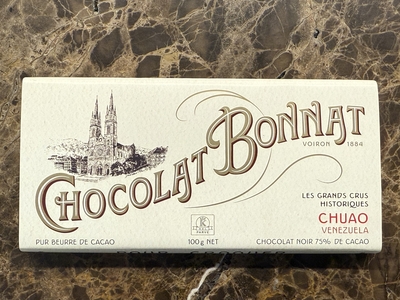 CHOCOLAT BONNAT
VOIRON 1884
LES GRANDS CRUS
HISTORIQUES
CHUAO
VENEZUELA
PUR BEURRE DE CACAO
100g NET
CHOCOLAT NOIR 75% DE CACAO